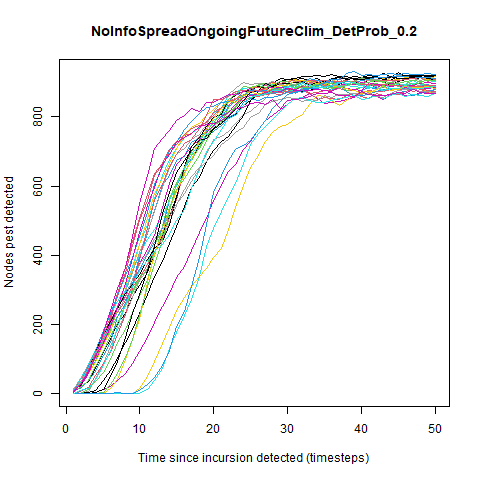 NoInfoSpreadOngoingFutureClim_DetProb_0.2
Nodes pest detected
800
600
400
200
0
0 10 20 30 40 50
Time since incursion detected (timesteps)